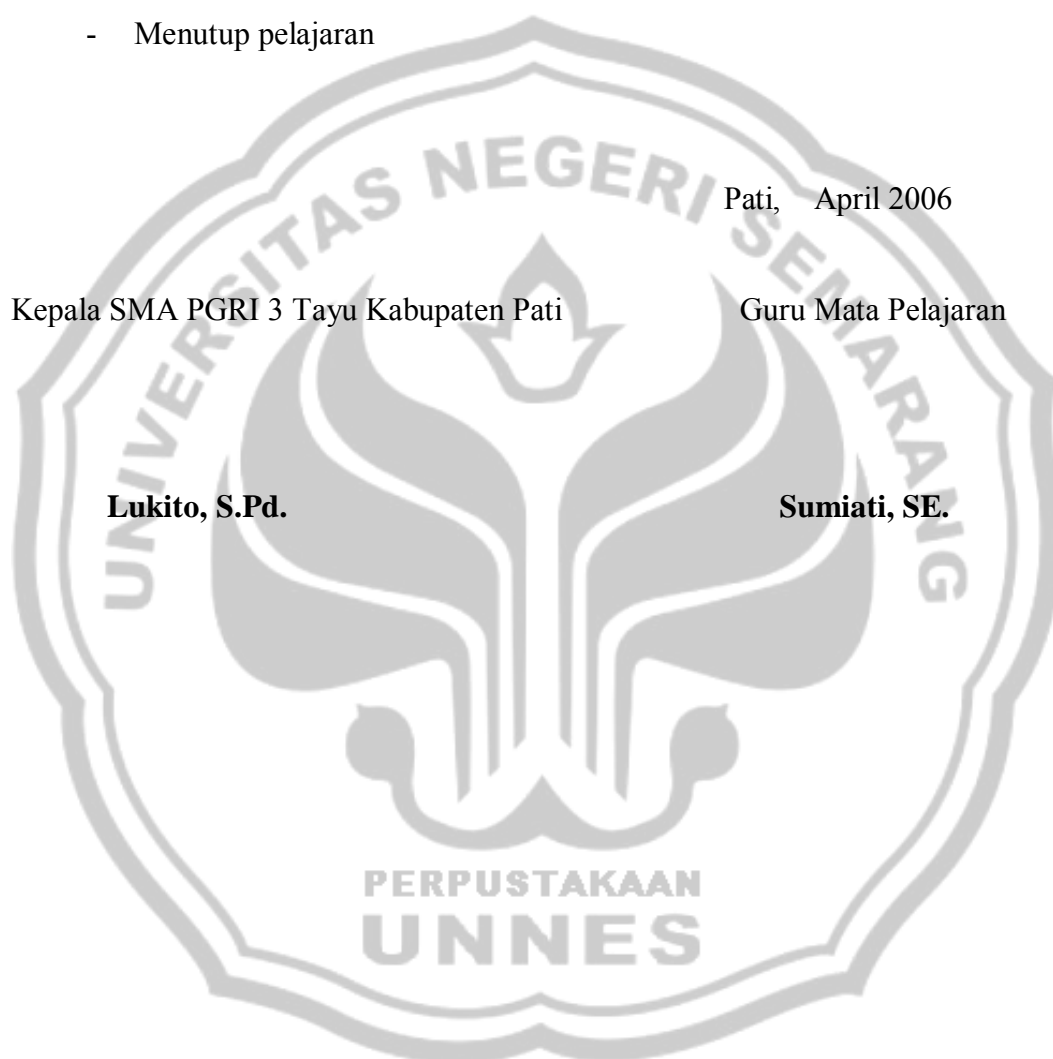 - Menutup pelajaran
UNIVERSITAS NEGERI SEMARANG
Pati, April 2006
Kepala SMA PGRI 3 Tayu Kabupaten Pati Guru Mata Pelajaran
Lukito, S.Pd. Sumiati, SE.
PERPUSTAKAAN
UNNES